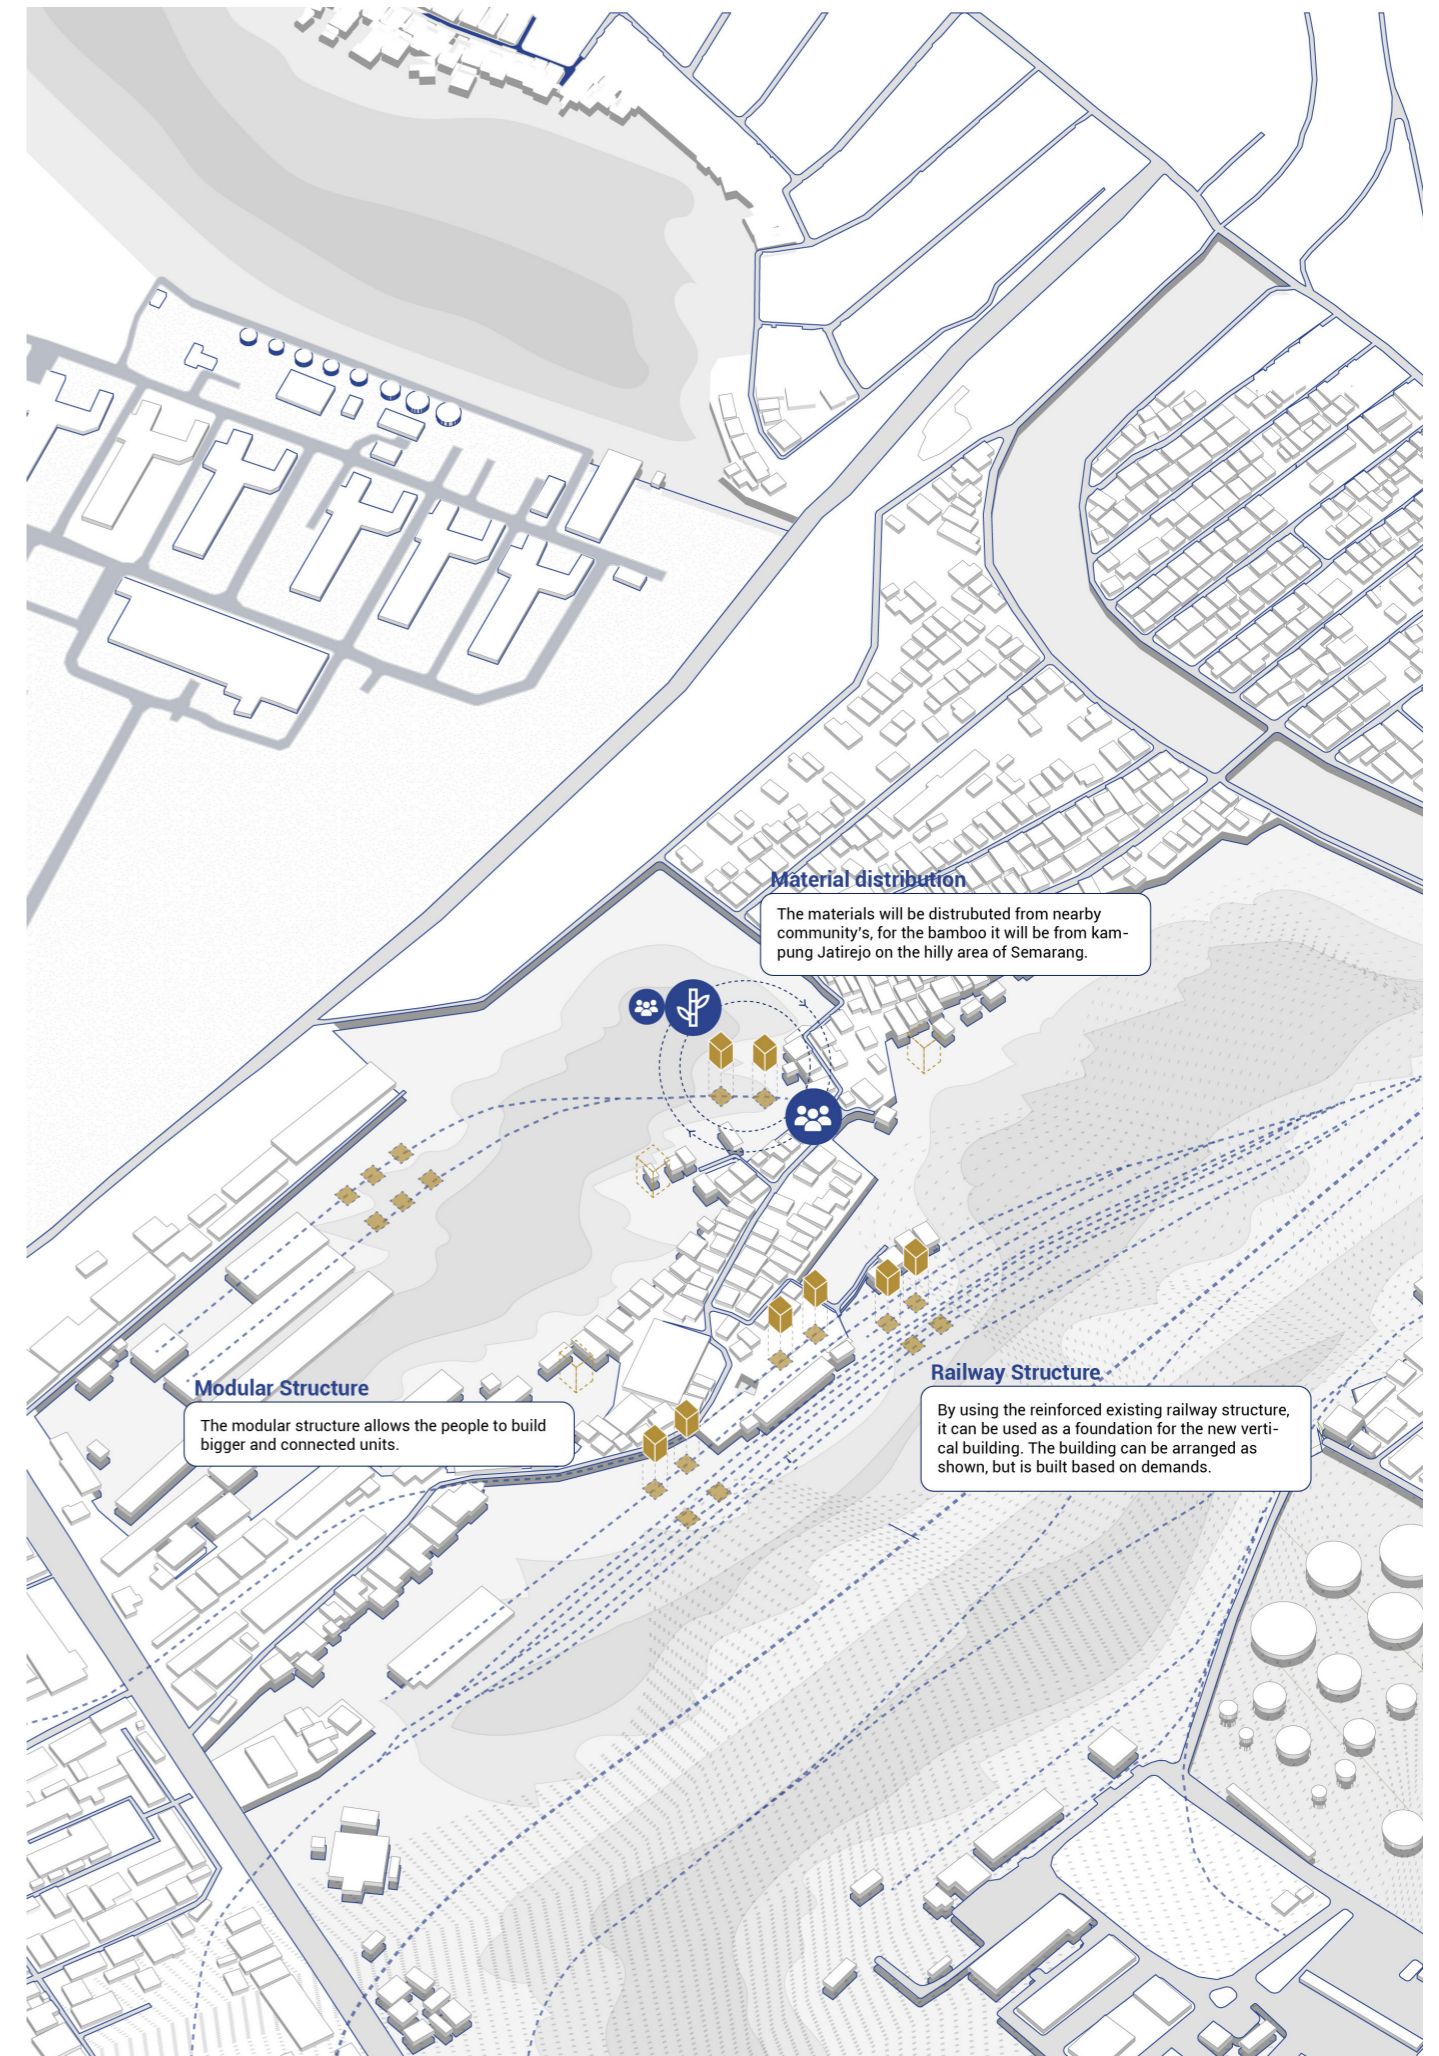 Material distribution
The materials will be distrubuted from nearby
community's, for the bamboo it will be from kam-
pung Jatirejo on the hilly area of Semarang.
Modular Structure
The modular structure allows the people to build
bigger and connected units.
Railway Structure
By using the reinforced existing railway structure,
it can be used as a foundation for the new verti-
cal building. The building can be arranged as
shown, but is built based on demands.